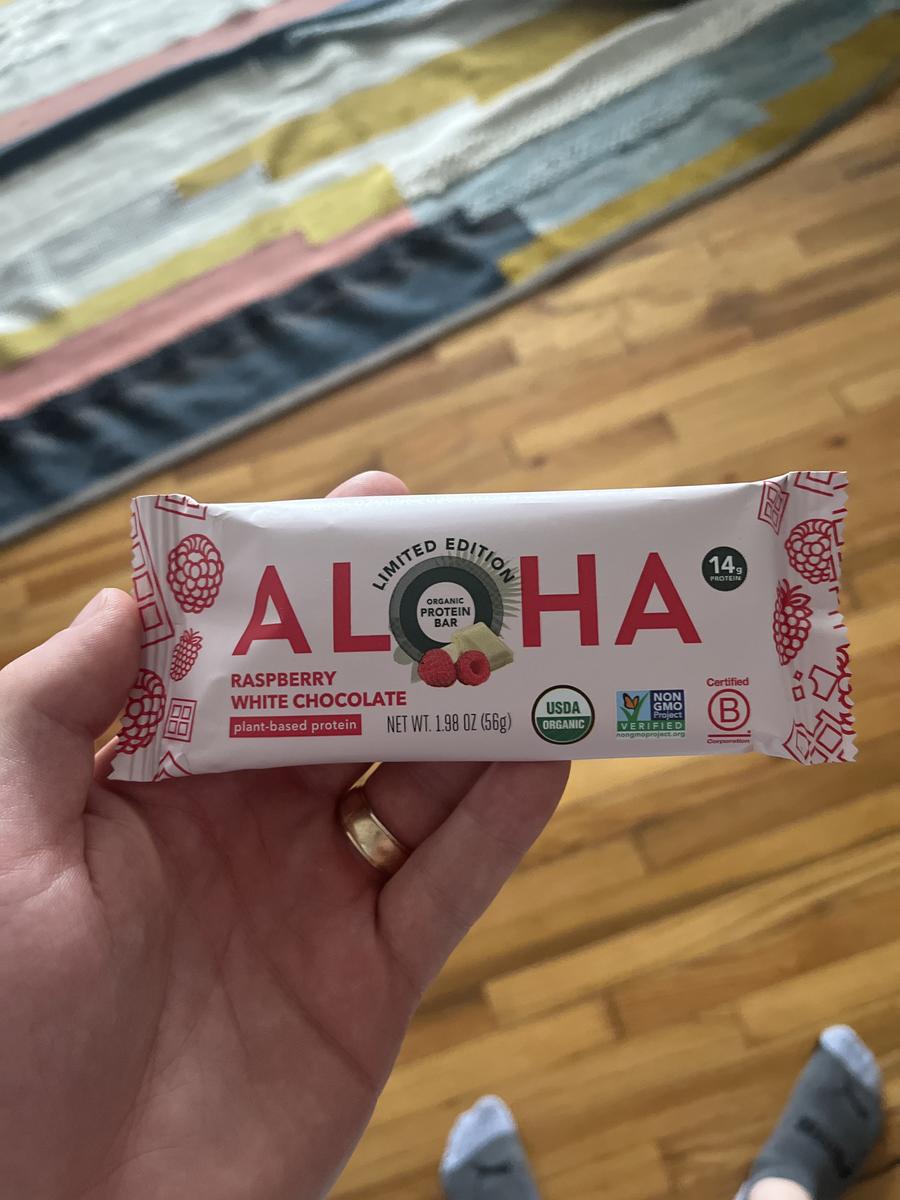 LIMITED EDITION
ALOHA
ORGANIC
PROTEIN
BAR
14g
PROTEIN
RASPBERRY
WHITE CHOCOLATE
plant-based protein
NET WT. 1.98 OZ (56g)
USDA
ORGANIC
NON
GMO
Project
VERIFIED
nongmoproject.org
Certified
B
Corporation